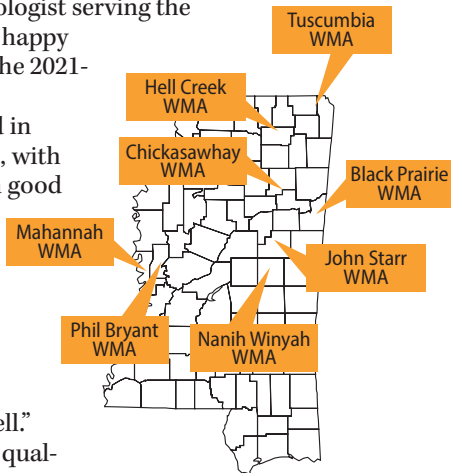 ologist serving the
happy
he 2021-
d in
, with
good
ell.”
qual-
Tuscumbia
WMA
Hell Creek
WMA
Chickasawhay
WMA
Black Prairie
WMA
Mahannah
WMA
John Starr
WMA
Phil Bryant
WMA
Nanih Winyah
WMA